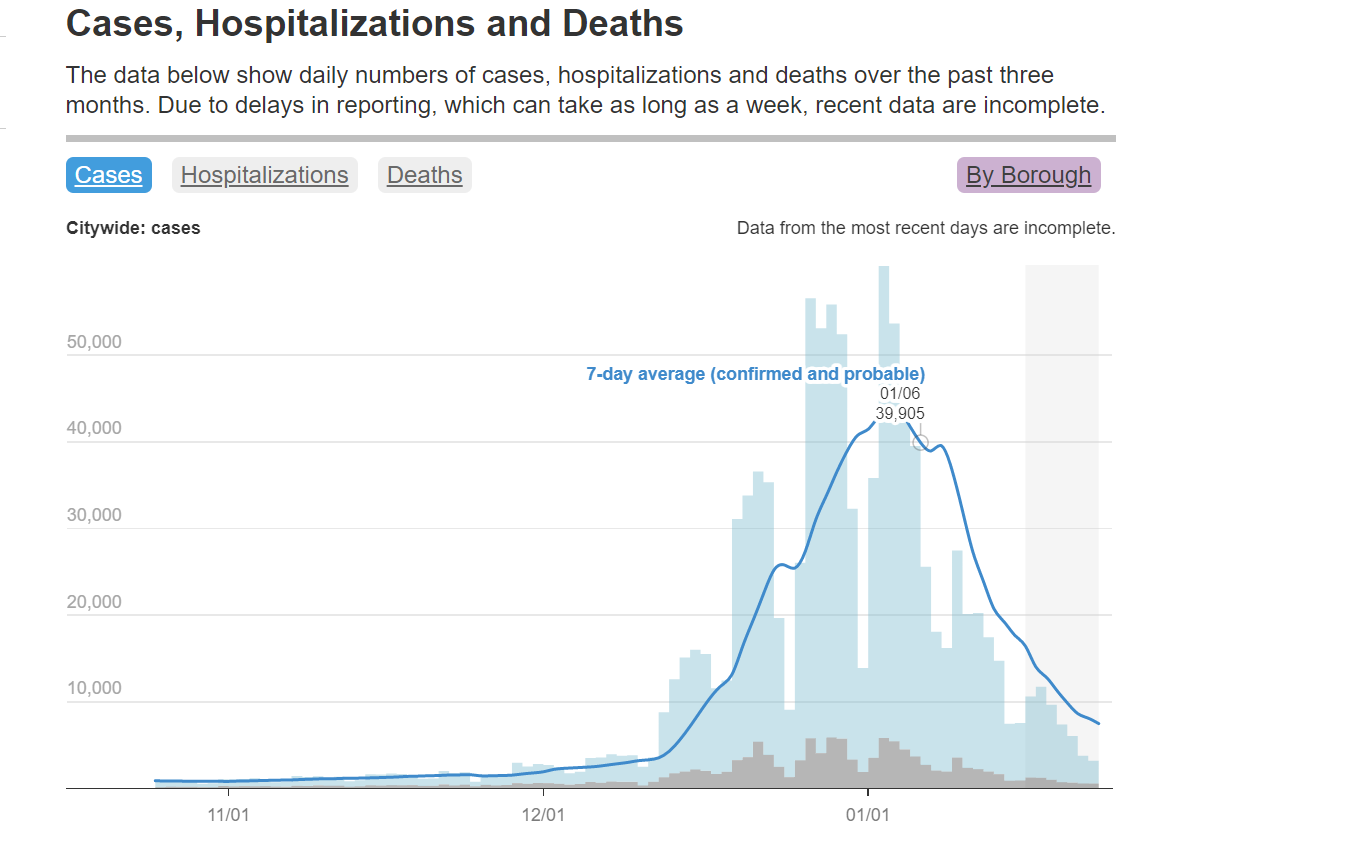 Cases, Hospitalizations and Deaths
The data below show daily numbers of cases, hospitalizations and deaths over the past three
months. Due to delays in reporting, which can take as long as a week, recent data are incomplete.
Cases Hospitalizations Deaths By Borough
Citywide: cases Data from the most recent days are incomplete.
50,000
7-day average (confirmed and probable)
01/06
39,905
40,000
30,000
20,000
10,000
11/01 12/01 01/01